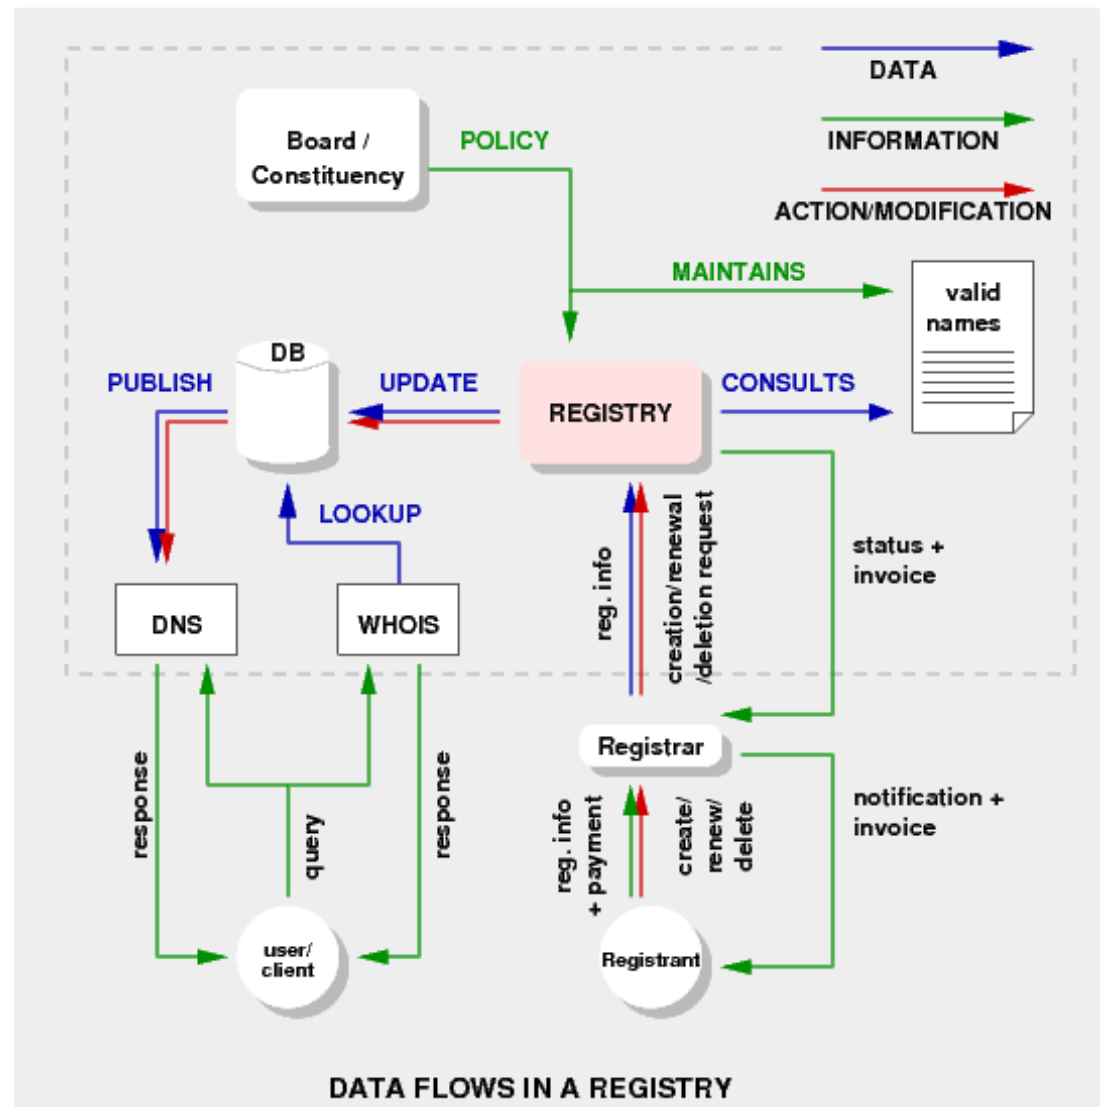 DATA
INFORMATION
ACTION/MODIFICATION
Board /
Constituency
POLICY
MAINTAINS
valid
names
DB
PUBLISH
UPDATE
REGISTRY
CONSULTS
LOOKUP
reg. info
creation/renewal
/deletion request
status +
invoice
DNS
WHOIS
Registrar
response
query
response
reg. info
+ payment
create/
renew/
delete
notification +
invoice
user/
client
Registrant
DATA FLOWS IN A REGISTRY